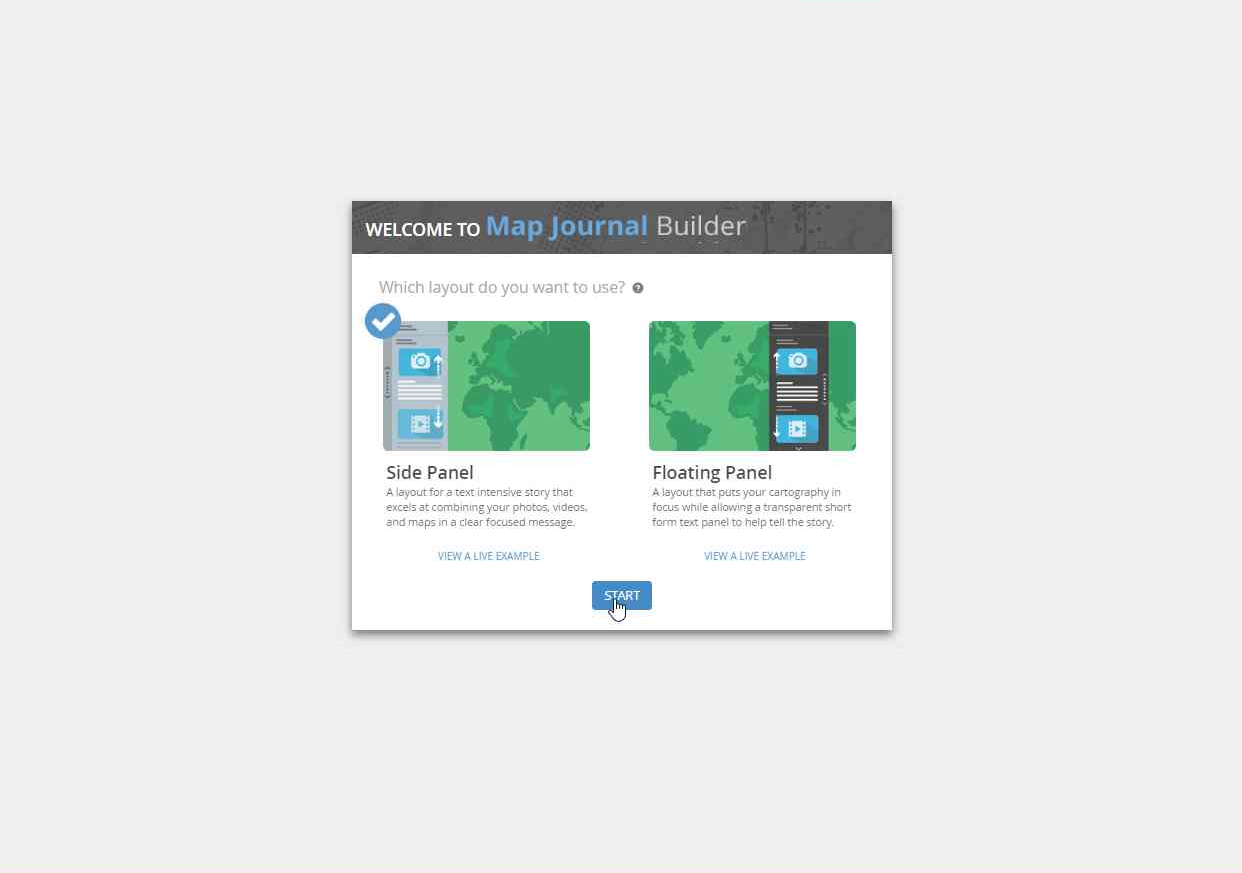 WELCOME TO Map Journal Builder
Which layout do you want to use?
Side Panel
A layout for a text intensive story that
excels at combining your photos, videos,
and maps in a clear focused message.
VIEW A LIVE EXAMPLE
Floating Panel
A layout that puts your cartography in
focus while allowing a transparent short
form text panel to help tell the story.
VIEW A LIVE EXAMPLE
START